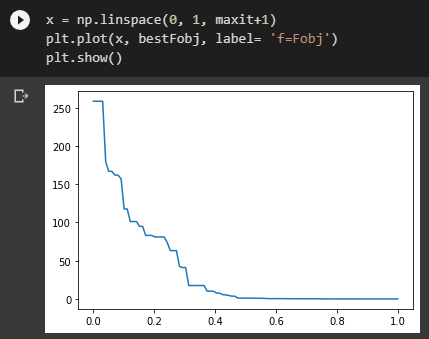 x = np.linspace(0, 1, maxit+1)
plt.plot(x, bestFobj, label= 'f=Fobj')
plt.show()
250
200
150
100
50
0
0.0 0.2 0.4 0.6 0.8 1.0